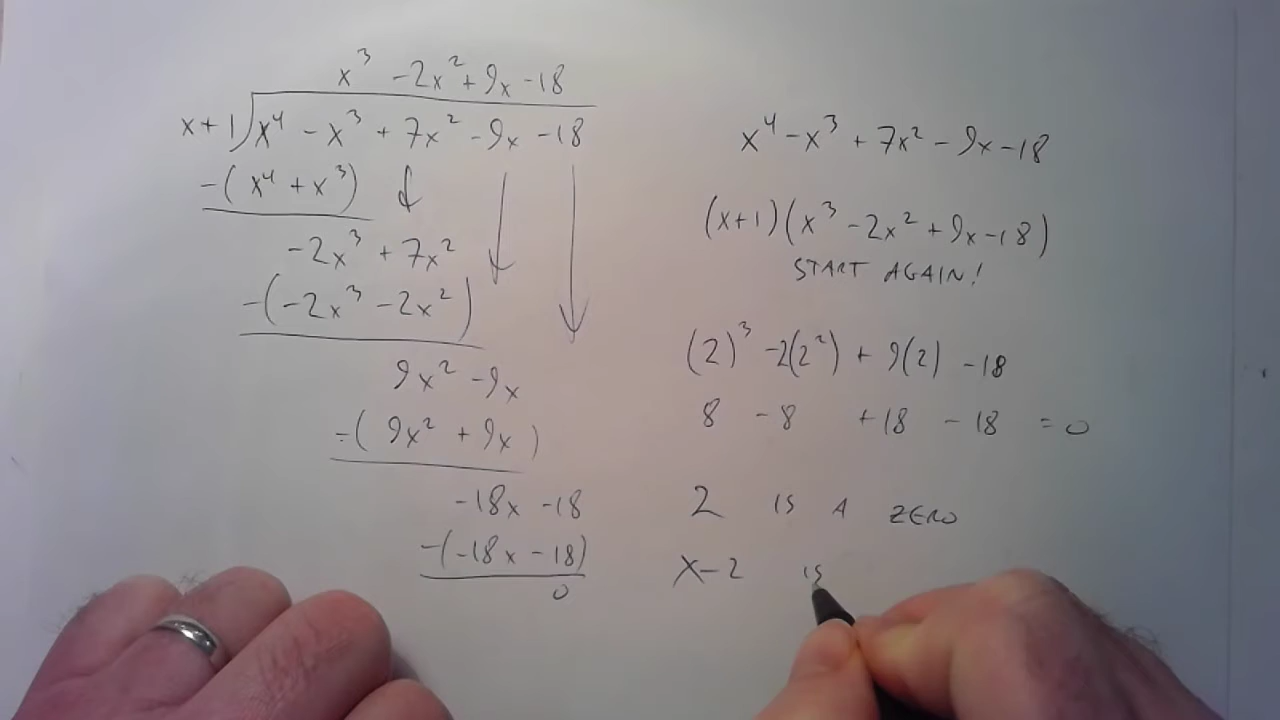 x³ -2x² + 9x -18
x+1 x⁴ - x³ + 7x² - 9x -18
-( x⁴ + x³ )
-2x³ + 7x²
-( -2x³ -2x² )
9x² -9x
-( 9x² + 9x )
-18x -18
-( -18x -18 )
0
x⁴ - x³ + 7x² - 9x -18
(x+1)(x³ -2x² + 9x -18)
START AGAIN!
(2)³ -2(2²) + 9(2) -18
8 -8 +18 -18 = 0
2 IS A ZERO
x-2 is